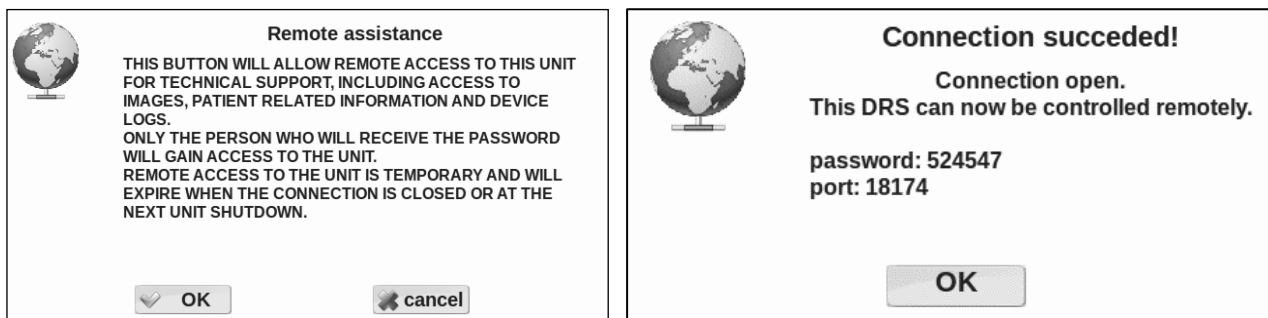 Remote assistance
THIS BUTTON WILL ALLOW REMOTE ACCESS TO THIS UNIT
FOR TECHNICAL SUPPORT, INCLUDING ACCESS TO
IMAGES, PATIENT RELATED INFORMATION AND DEVICE
LOGS.
ONLY THE PERSON WHO WILL RECEIVE THE PASSWORD
WILL GAIN ACCESS TO THE UNIT.
REMOTE ACCESS TO THE UNIT IS TEMPORARY AND WILL
EXPIRE WHEN THE CONNECTION IS CLOSED OR AT THE
NEXT UNIT SHUTDOWN.
OK
cancel
Connection succeded!
Connection open.
This DRS can now be controlled remotely.
password: 524547
port: 18174
OK